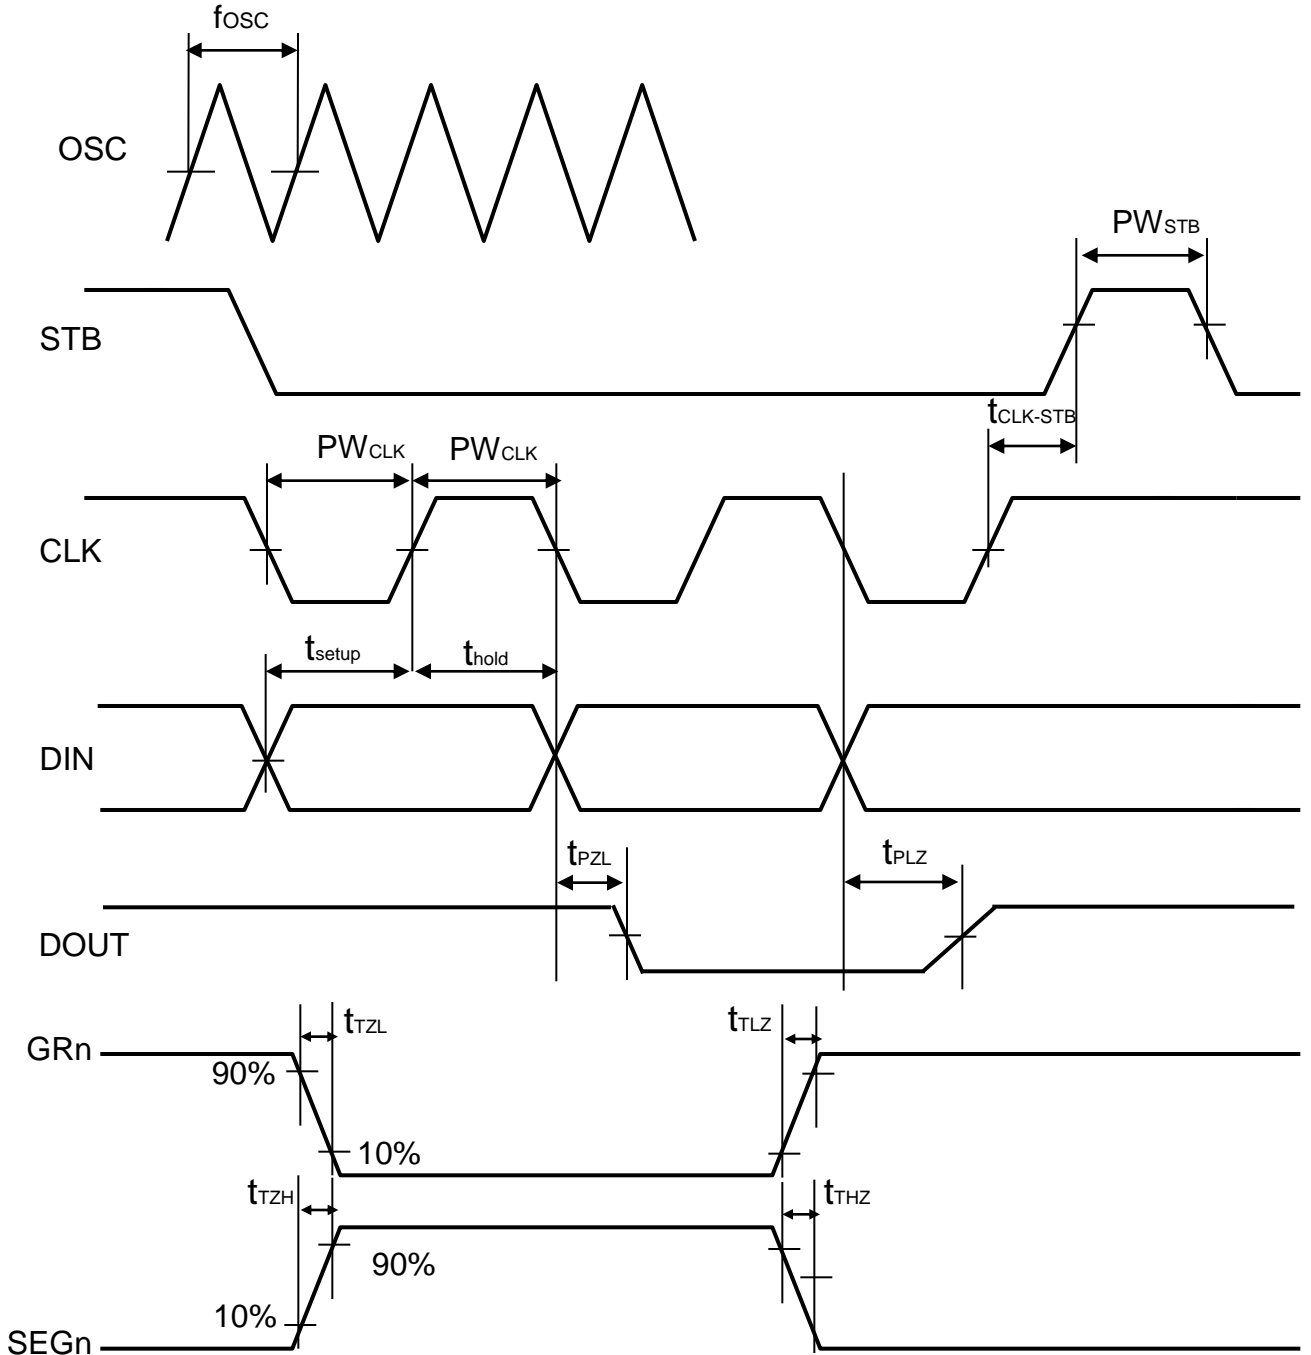 fOSC
OSC
PWSTB
STB
tCLK-STB
PWCLK PWCLK
CLK
tsetup thold
DIN
tPZL tPLZ
DOUT
tTZL tTLZ
GRn
90%
10%
tTZH tTHZ
90%
10%
SEGn